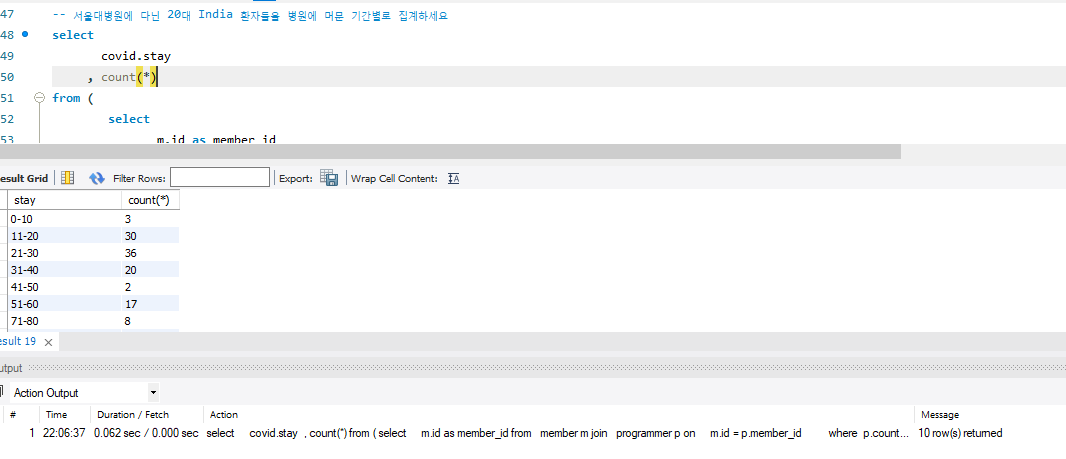 47 -- 서울대병원에 다닌 20대 India 환자들을 병원에 머문 기간별로 집계하세요
48 select
49 covid.stay
50 , count(*)
51 from (
52 select
53 m.id as member_id
esult Grid Filter Rows: Export: Wrap Cell Content:
stay count(*)
0-10 3
11-20 30
21-30 36
31-40 20
41-50 2
51-60 17
71-80 8
esult 19
utput
Action Output
# Time Duration / Fetch Action Message
1 22:06:37 0.062 sec / 0.000 sec select covid.stay , count(*) from ( select m.id as member_id from member m join programmer p on m.id = p.member_id where p.count... 10 row(s) returned